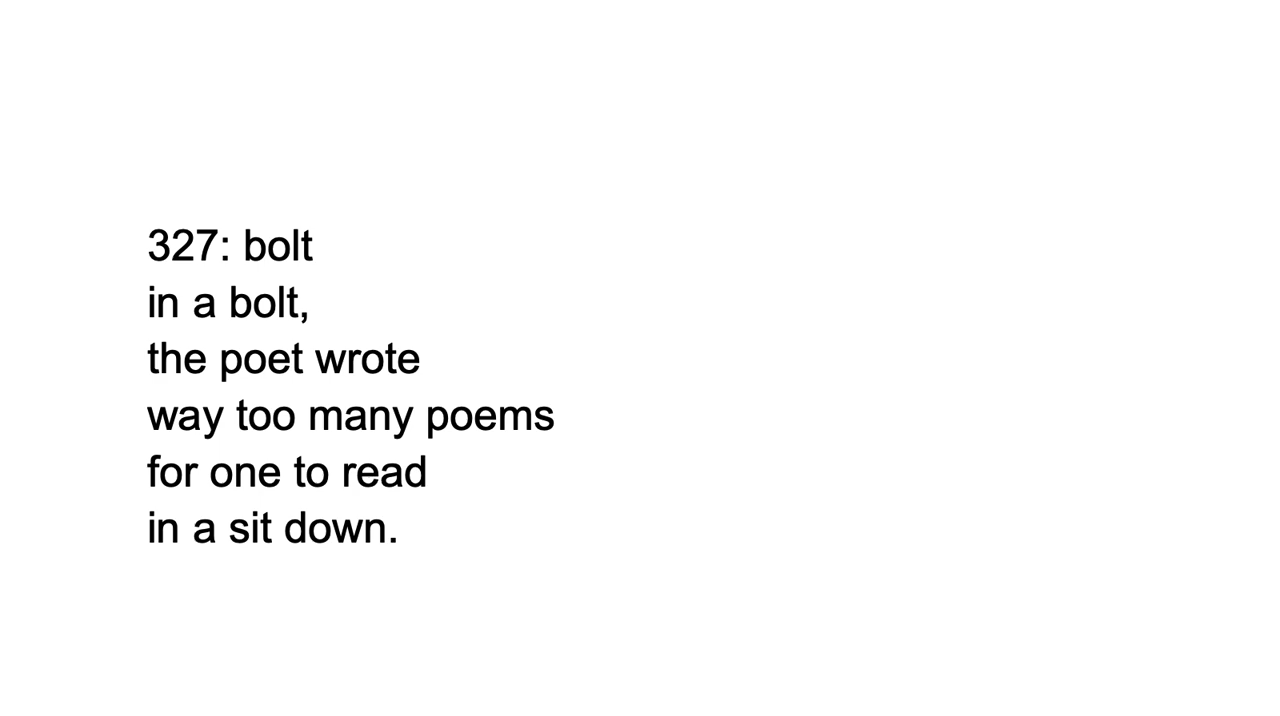 327: bolt
in a bolt,
the poet wrote
way too many poems
for one to read
in a sit down.